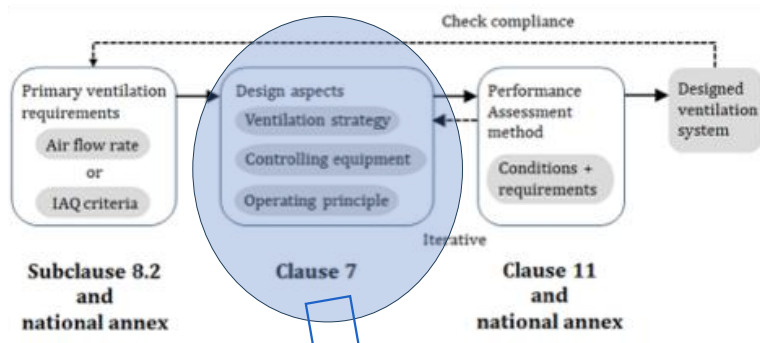 Check compliance
Primary ventilation
requirements
Air flow rate
or
IAQ criteria
Design aspects
Ventilation strategy
Controlling equipment
Operating principle
Performance
Assessment
method
Conditions +
requirements
Designed
ventilation
system
Iterative
Subclause 8.2
and
national annex
Clause 7
Clause 11
and
national annex